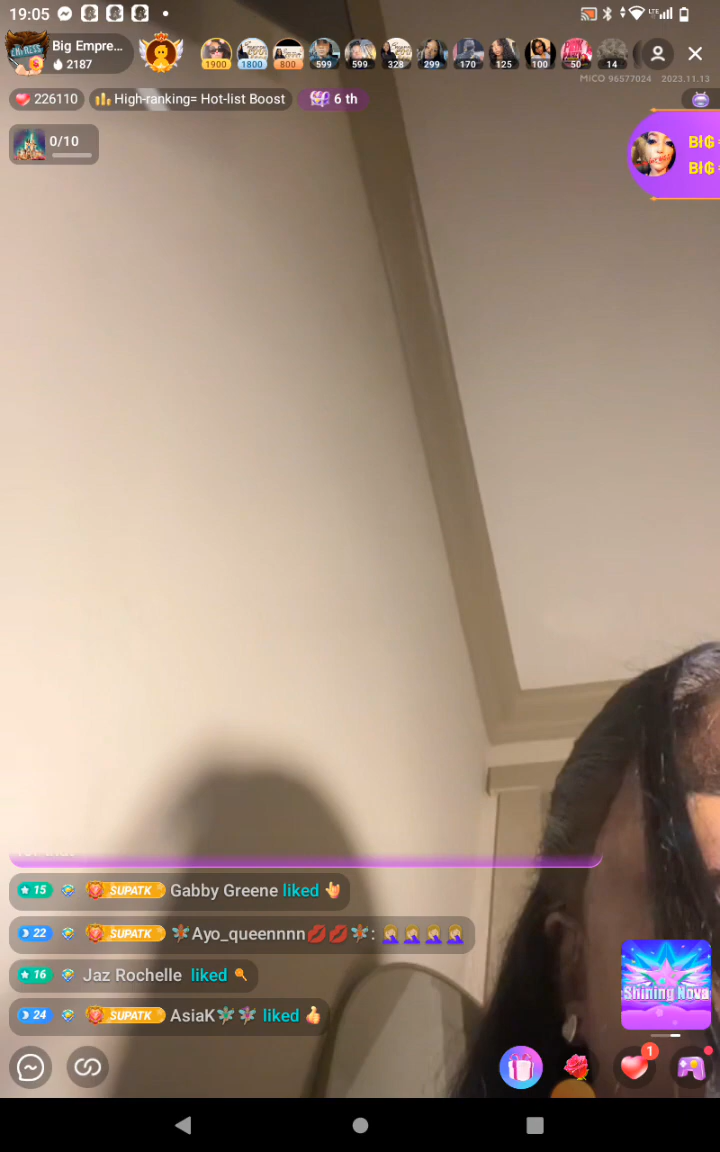 19:05
LTE
EMPRESS
Big Empre...
2187
1900
1800
800
599
599
328
299
170
125
100
50
14
MICO 96577024 2023.11.13
226110
High-ranking= Hot-list Boost
6 th
0/10
BIG
BIG
15 SUPATK Gabby Greene liked 🤟
22 SUPATK 🧚Ayo_queennnn💋💋🧚: 🤦🏼‍♀️🤦🏼‍♀️🤦🏼‍♀️🤦🏼‍♀️
16 Jaz Rochelle liked
24 SUPATK AsiaK🧚🧚 liked 👍
Shining Nova
1